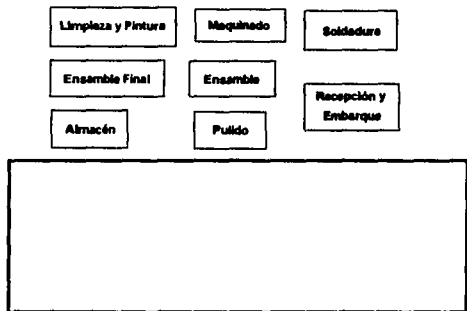 Limpieza y Pintura
Maquinado
Soldadura
Ensamble Final
Ensamble
Recepción y
Embarque
Almacén
Pulido